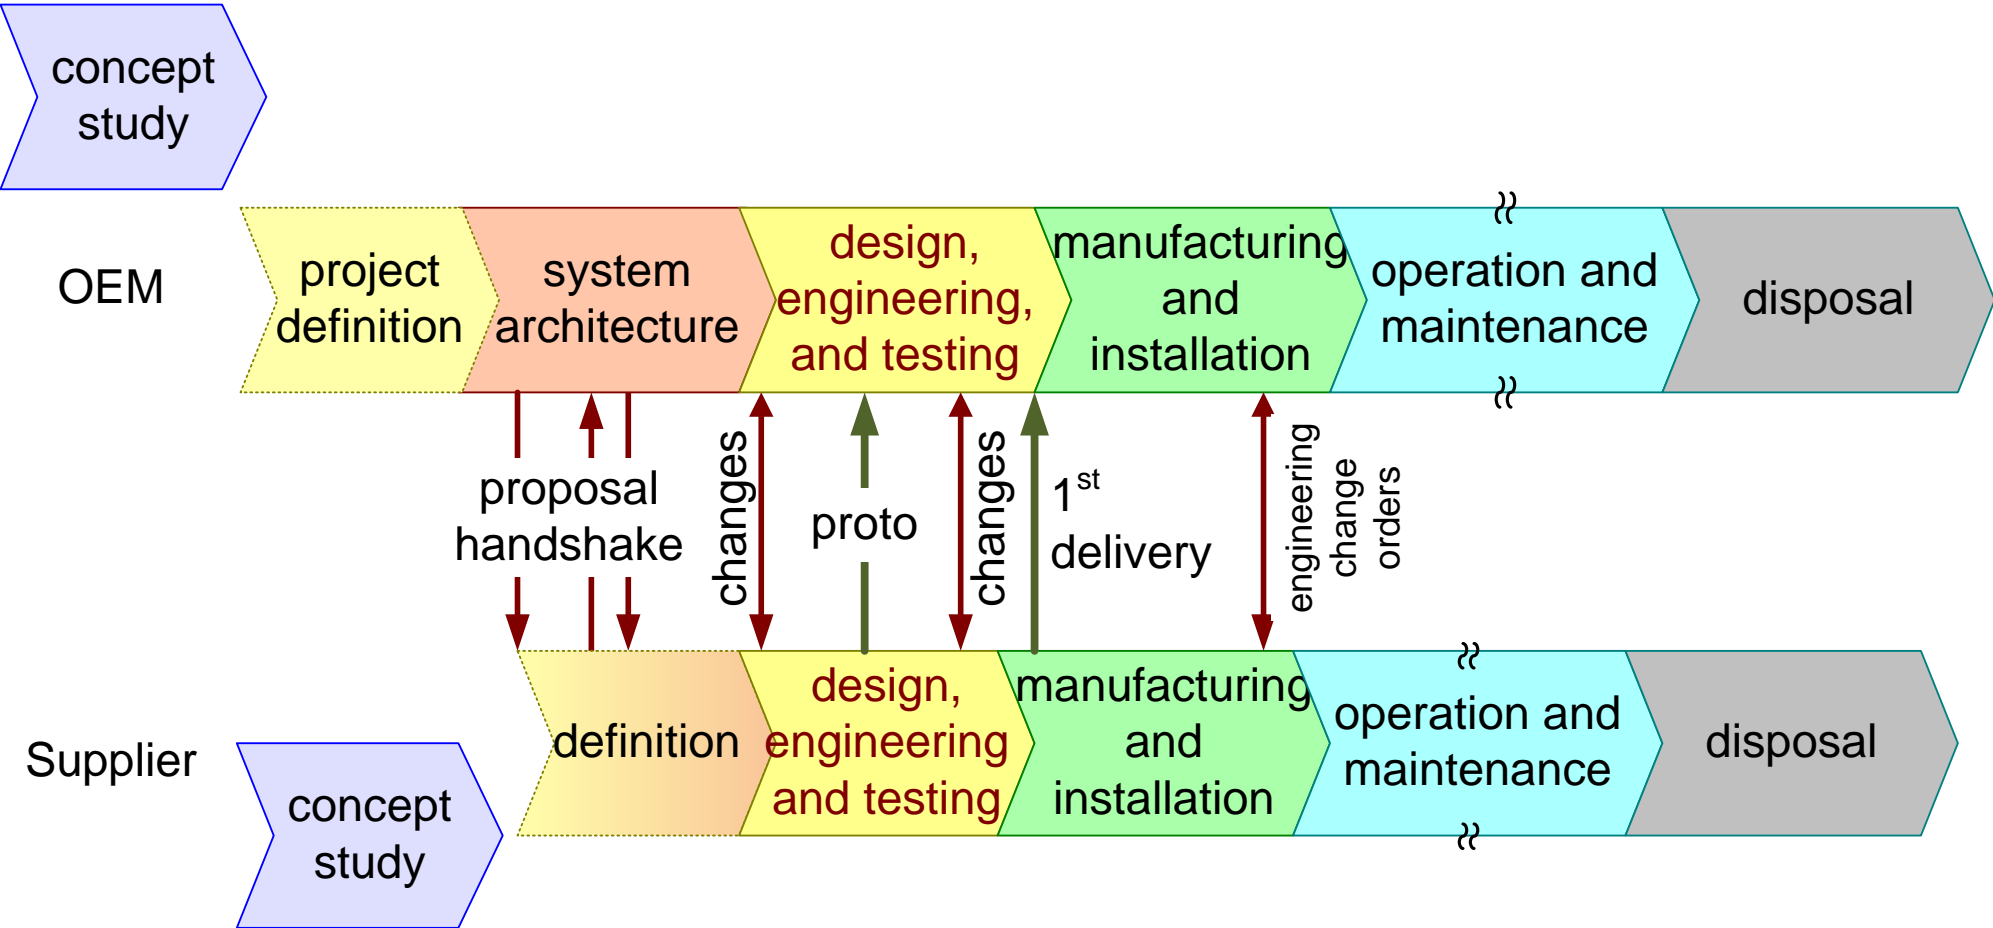 concept
study
OEM
project
definition
system
architecture
design,
engineering,
and testing
manufacturing
and
installation
operation and
maintenance
disposal
proposal
handshake
changes
proto
changes
1st
delivery
engineering
change
orders
Supplier
concept
study
definition
design,
engineering
and testing
manufacturing
and
installation
operation and
maintenance
disposal